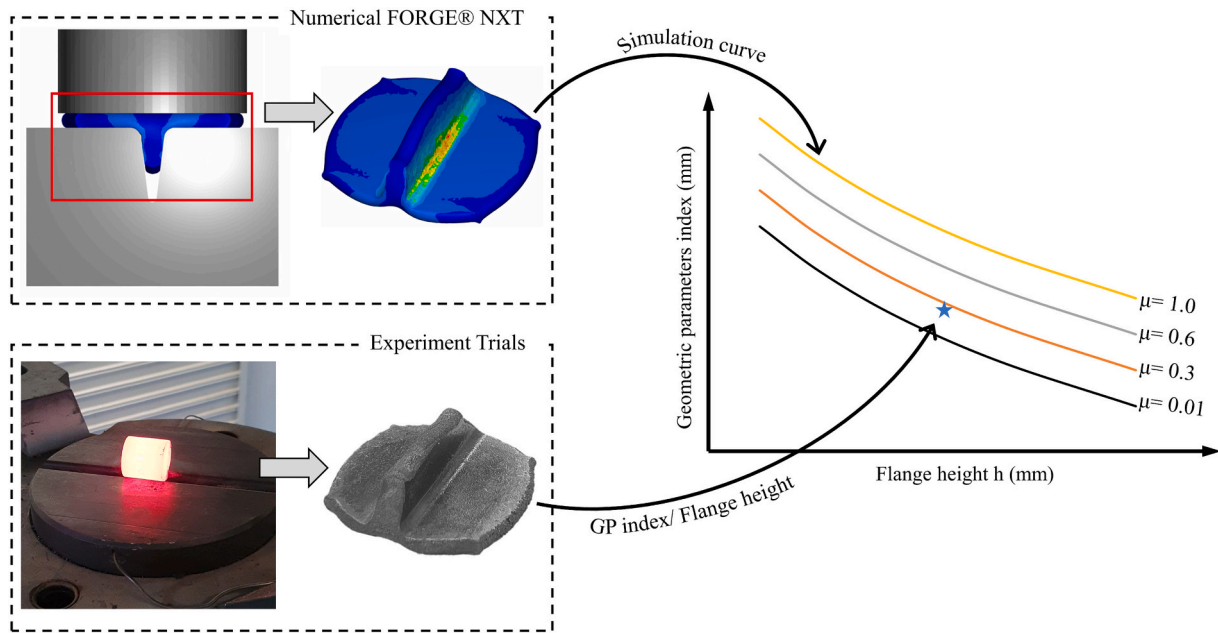 Numerical FORGE® NXT
Simulation curve
Geometric parameters index (mm)
μ= 1.0
μ= 0.6
μ= 0.3
μ= 0.01
Flange height h (mm)
Experiment Trials
GP index/ Flange height